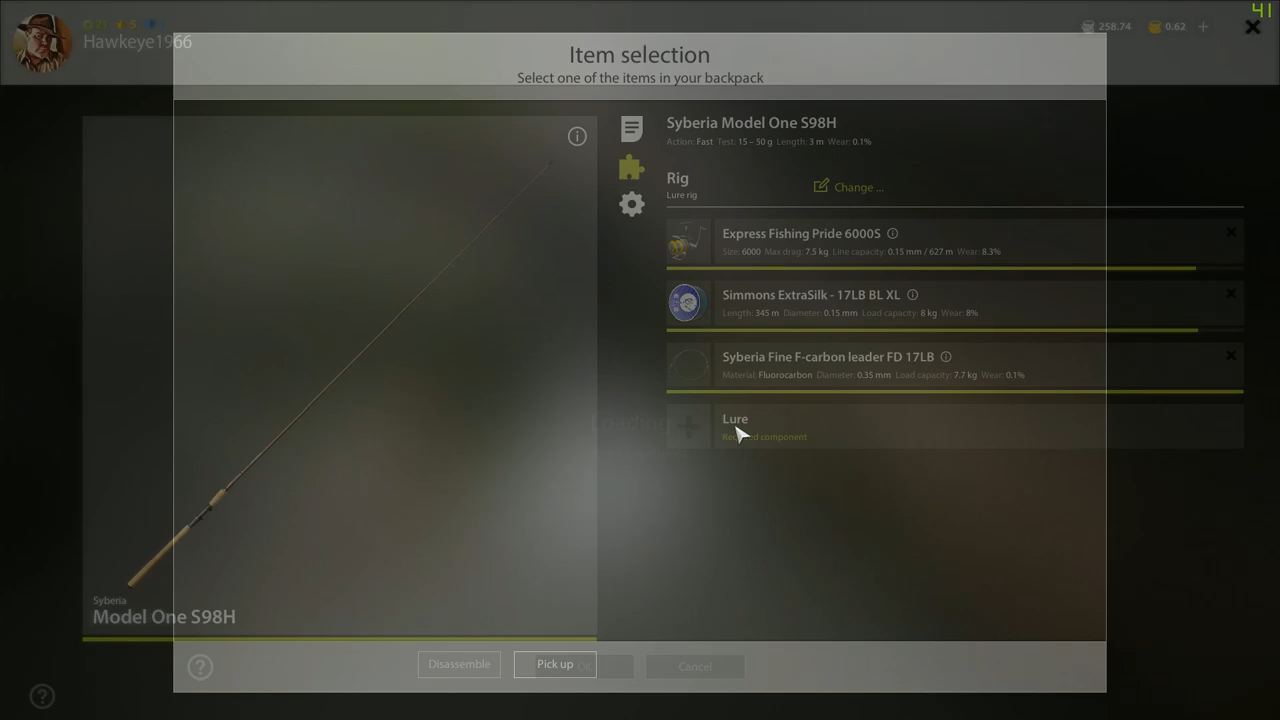 41
21 5
Hawkeye1966
258.74 0.62
Item selection
Select one of the items in your backpack
Syberia Model One S98H
Action: Fast Test: 15 – 50 g Length: 3 m Wear: 0.1%
Rig
Lure rig
Change ...
Express Fishing Pride 6000S
Size: 6000 Max drag: 7.5 kg Line capacity: 0.15 mm / 627 m Wear: 8.3%
Simmons ExtraSilk - 17LB BL XL
Length: 345 m Diameter: 0.15 mm Load capacity: 8 kg Wear: 8%
Syberia Fine F-carbon leader FD 17LB
Material: Fluorocarbon Diameter: 0.35 mm Load capacity: 7.7 kg Wear: 0.1%
Loading
Lure
component
Syberia
Model One S98H
Disassemble
Pick up
OK
Cancel